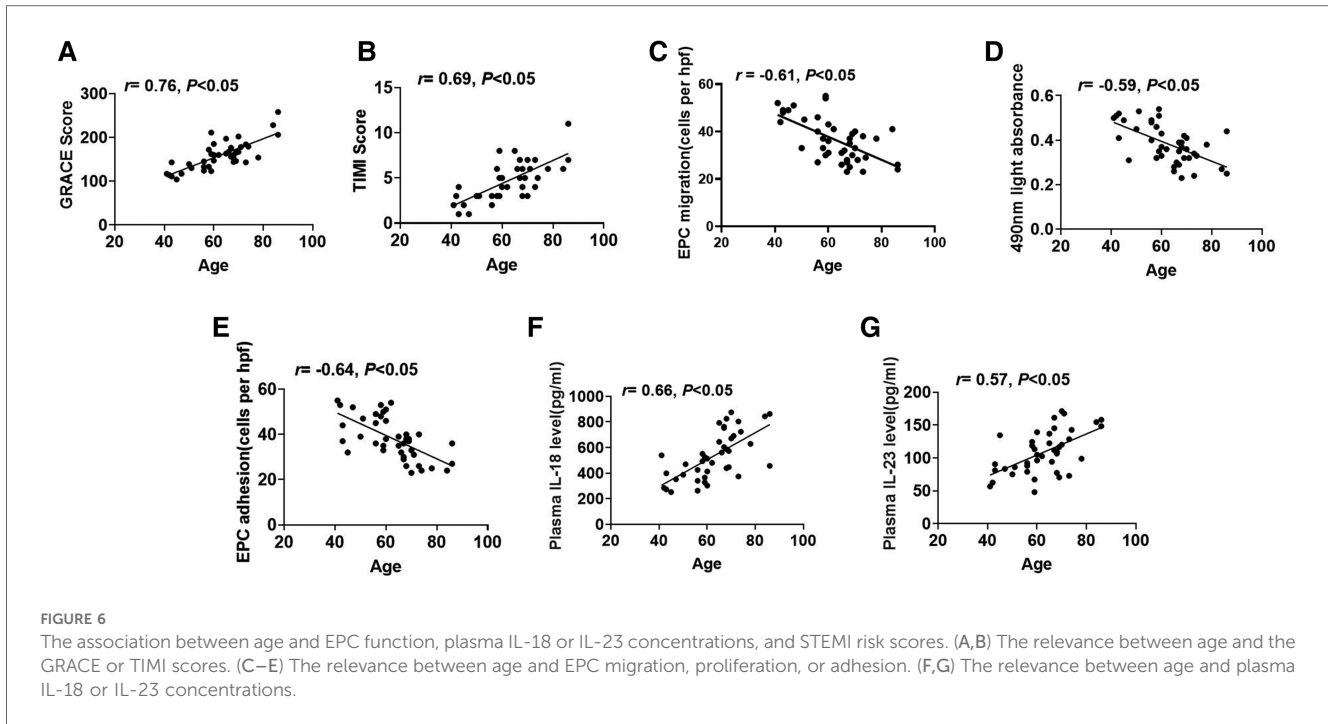 A
r= 0.76, P<0.05
GRACE Score
300
200
100
0
20 40 60 80 100
Age
B
r= 0.69, P<0.05
TIMI Score
15
10
5
0
20 40 60 80 100
Age
C
r = -0.61, P<0.05
EPC migration(cells per hpf)
60
40
20
0
20 40 60 80 100
Age
D
r= -0.59, P<0.05
490nm light absorbance
0.6
0.4
0.2
0.0
20 40 60 80 100
Age
E
r= -0.64, P<0.05
EPC adhesion(cells per hpf)
60
40
20
0
20 40 60 80 100
Age
F
r= 0.66, P<0.05
Plasma IL-18 level(pg/ml)
1000
800
600
400
200
0
20 40 60 80 100
Age
G
r= 0.57, P<0.05
Plasma IL-23 level(pg/ml)
200
150
100
50
0
20 40 60 80 100
Age
FIGURE 6
The association between age and EPC function, plasma IL-18 or IL-23 concentrations, and STEMI risk scores. (A,B) The relevance between age and the
GRACE or TIMI scores. (C–E) The relevance between age and EPC migration, proliferation, or adhesion. (F,G) The relevance between age and plasma
IL-18 or IL-23 concentrations.